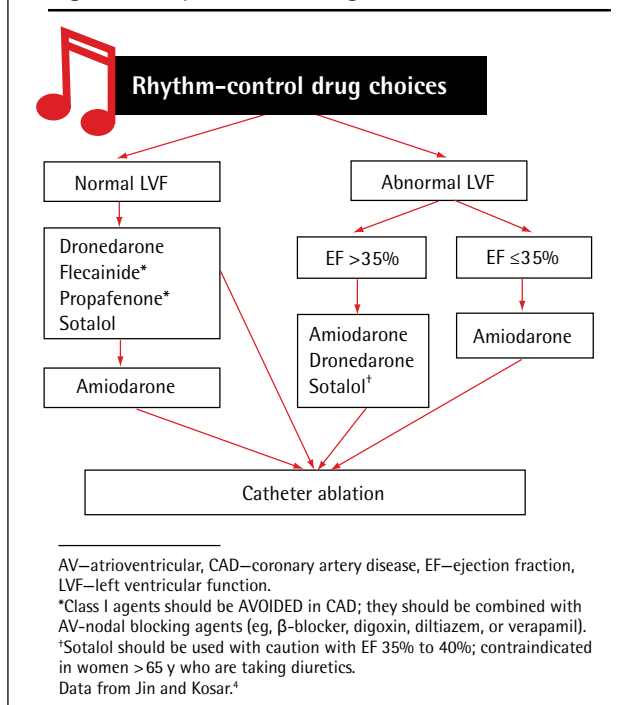 Rhythm-control drug choices
Normal LVF
Abnormal LVF
Dronedarone
Flecainide*
Propafenone*
Sotalol
EF >35%
EF ≤35%
Amiodarone
Dronedarone
Sotalol†
Amiodarone
Amiodarone
Catheter ablation
AV—atrioventricular, CAD—coronary artery disease, EF—ejection fraction,
LVF—left ventricular function.
*Class I agents should be AVOIDED in CAD; they should be combined with
AV-nodal blocking agents (eg, β-blocker, digoxin, diltiazem, or verapamil).
†Sotalol should be used with caution with EF 35% to 40%; contraindicated
in women >65 y who are taking diuretics.
Data from Jin and Kosar.4